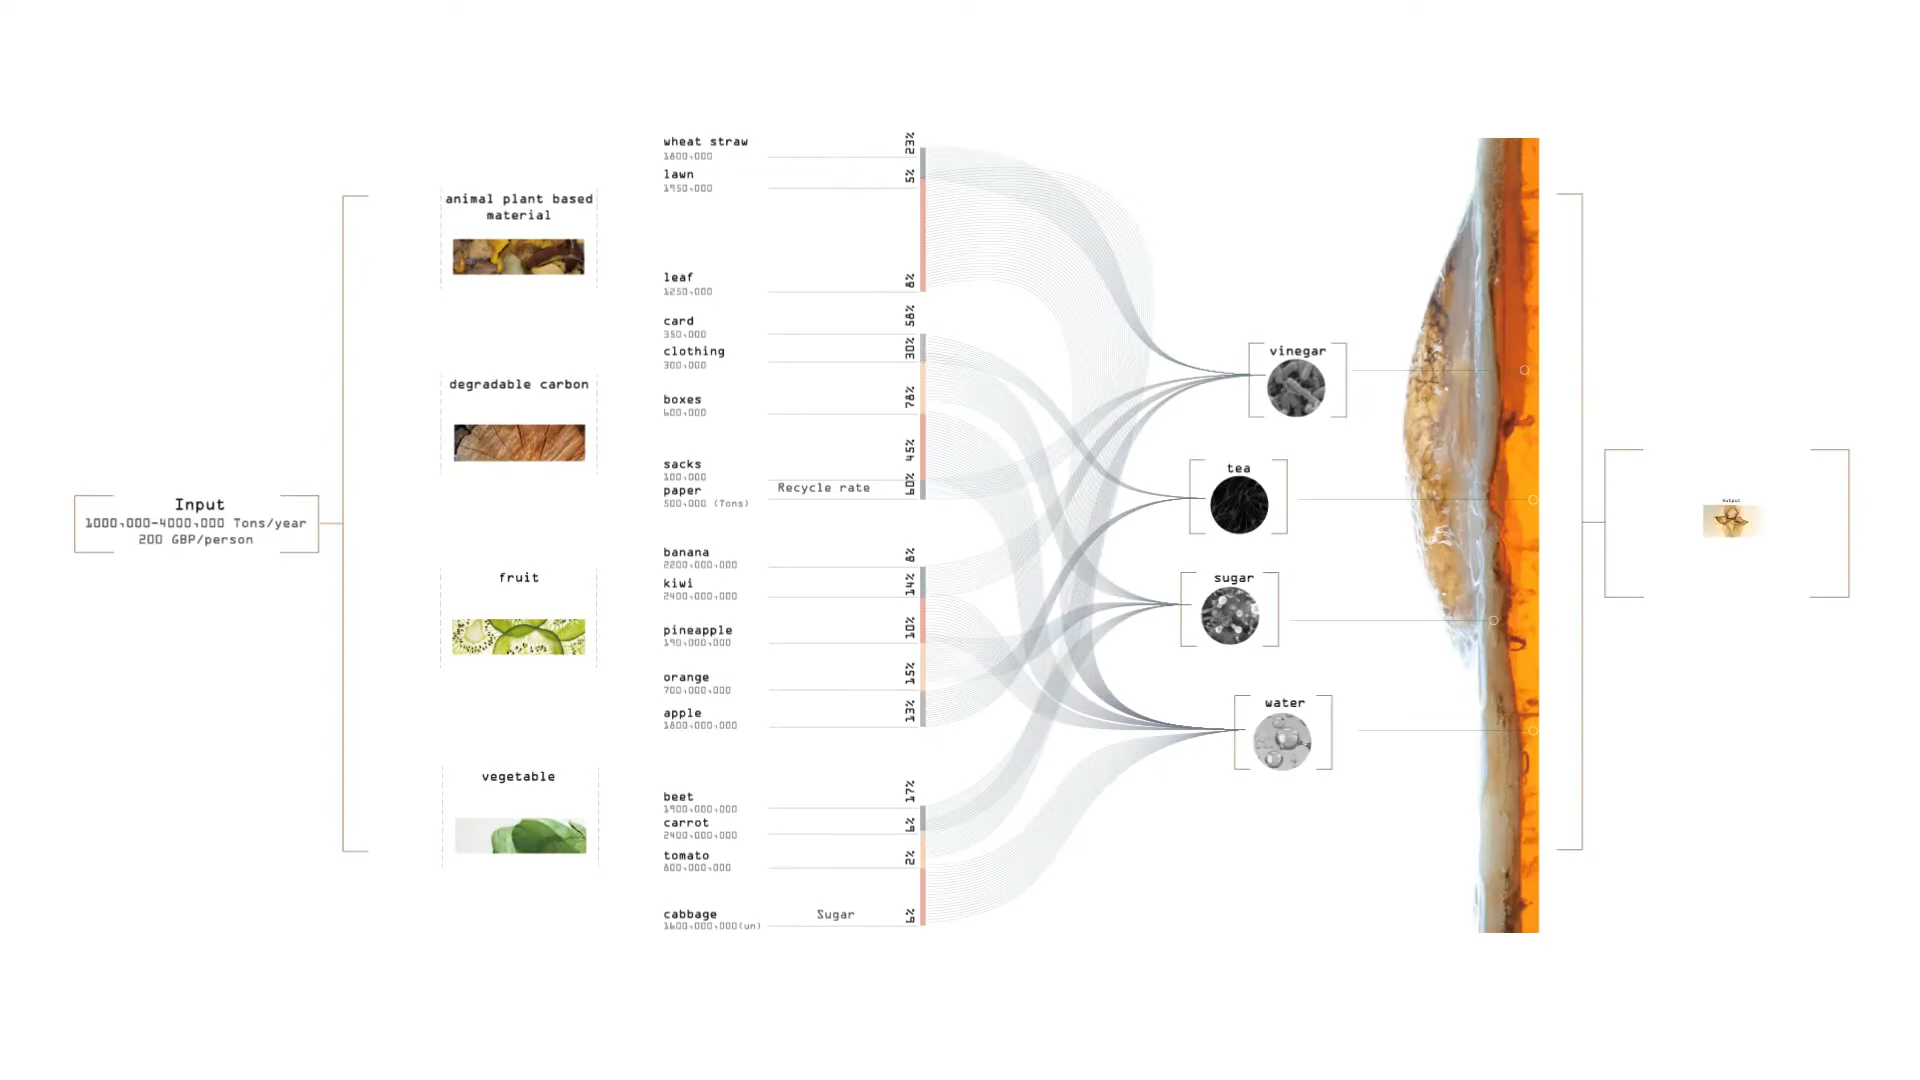 Input
1000,000-4000,000 Tons/year
200 GBP/person
animal plant based
material
degradable carbon
fruit
vegetable
wheat straw
1800,000
23%
lawn
1950,000
5%
leaf
1250,000
8%
card
350,000
58%
clothing
300,000
30%
boxes
600,000
78%
sacks
100,000
45%
paper
500,000 (Tons)
Recycle rate
60%
banana
2200,000,000
8%
kiwi
2400,000,000
14%
pineapple
190,000,000
10%
orange
700,000,000
15%
apple
1800,000,000
13%
beet
1900,000,000
17%
carrot
2400,000,000
tomato
800,000,000
2%
cabbage
1600,000,000(un)
Sugar
vinegar
tea
sugar
water
Output